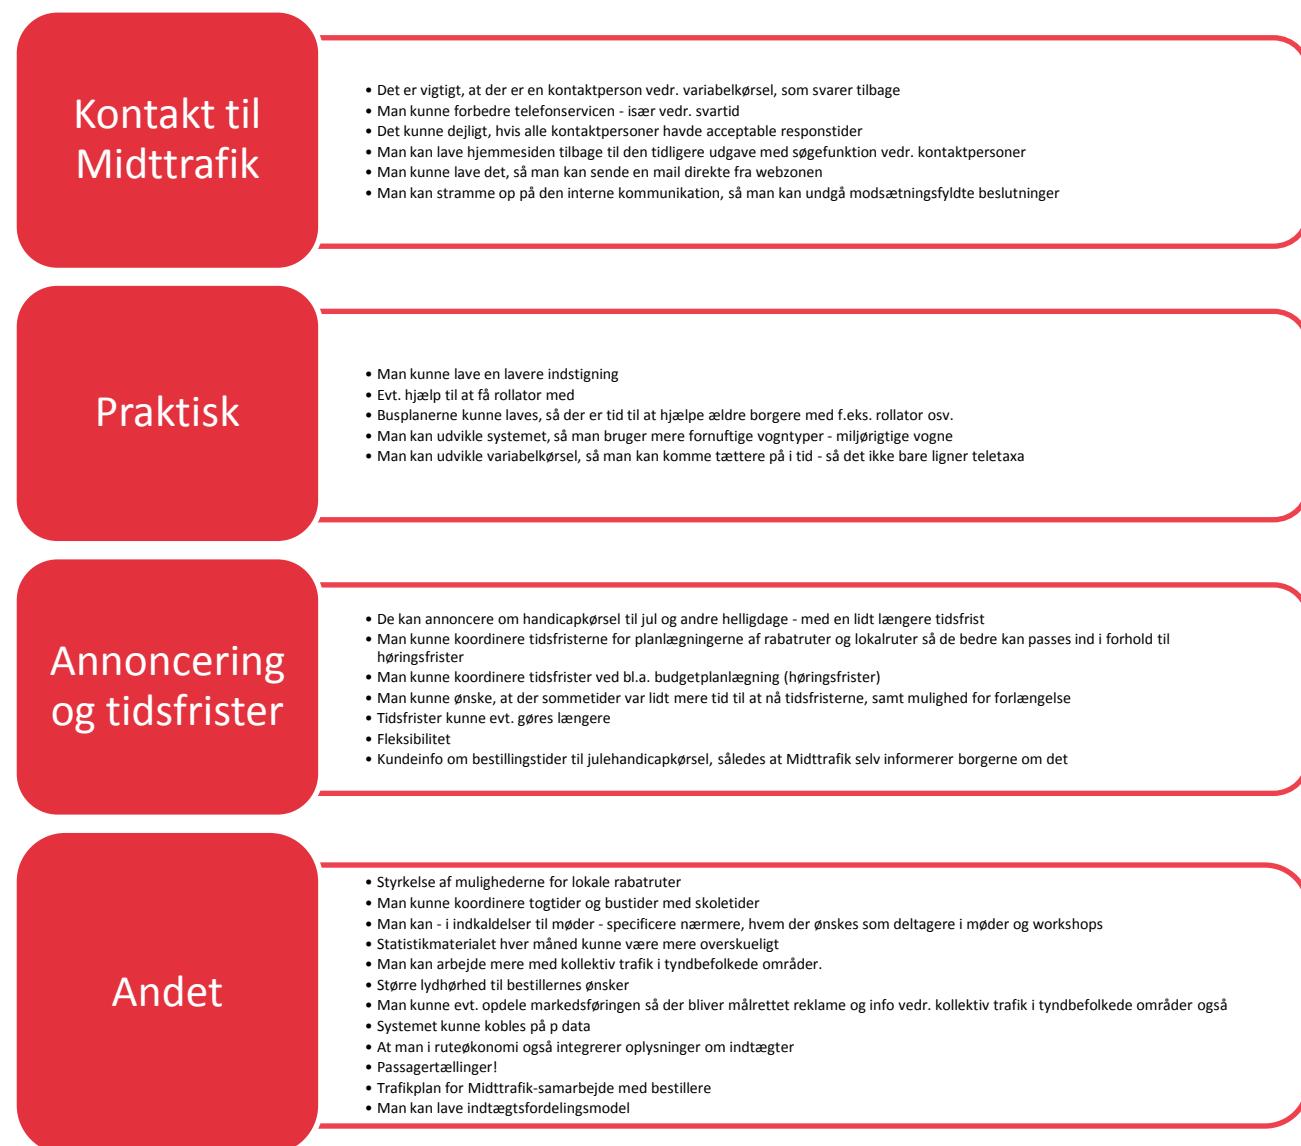 Kontakt til
Midttrafik
• Det er vigtigt, at der er en kontaktperson vedr. variabelkørsel, som svarer tilbage
• Man kunne forbedre telefonservicen - især vedr. svartid
• Det kunne dejligt, hvis alle kontaktpersoner havde acceptable responstider
• Man kan lave hjemmesiden tilbage til den tidligere udgave med søgefunktion vedr. kontaktpersoner
• Man kunne lave det, så man kan sende en mail direkte fra webzonen
• Man kan stramme op på den interne kommunikation, så man kan undgå modsætningsfyldte beslutninger
Praktisk
• Man kunne lave en lavere indstigning
• Evt. hjælp til at få rollator med
• Busplanerne kunne laves, så der er tid til at hjælpe ældre borgere med f.eks. rollator osv.
• Man kan udvikle systemet, så man bruger mere fornuftige vogntyper - miljørigtige vogne
• Man kan udvikle variabelkørsel, så man kan komme tættere på i tid - så det ikke bare ligner teletaxa
Annoncering
og tidsfrister
• De kan annoncere om handicapkørsel til jul og andre helligdage - med en lidt længere tidsfrist
• Man kunne koordinere tidsfristerne for planlægningerne af rabatruter og lokalruter så de bedre kan passes ind i forhold til
høringsfrister
• Man kunne koordinere tidsfrister ved bl.a. budgetplanlægning (høringsfrister)
• Man kunne ønske, at der sommetider var lidt mere tid til at nå tidsfristerne, samt mulighed for forlængelse
• Tidsfrister kunne evt. gøres længere
• Fleksibilitet
• Kundeinfo om bestillingstider til julehandicapkørsel, således at Midttrafik selv informerer borgerne om det
Andet
• Styrkelse af mulighederne for lokale rabatruter
• Man kunne koordinere togtider og bustider med skoletider
• Man kan - i indkaldelser til møder - specificere nærmere, hvem der ønskes som deltagere i møder og workshops
• Statistikmaterialet hver måned kunne være mere overskueligt
• Man kan arbejde mere med kollektiv trafik i tyndbefolkede områder.
• Større lydhørhed til bestillernes ønsker
• Man kunne evt. opdele markedsføringen så der bliver målrettet reklame og info vedr. kollektiv trafik i tyndbefolkede områder også
• Systemet kunne kobles på p data
• At man i ruteøkonomi også integrerer oplysninger om indtægter
• Passagertællinger!
• Trafikplan for Midttrafik-samarbejde med bestillere
• Man kan lave indtægtsfordelingsmodel